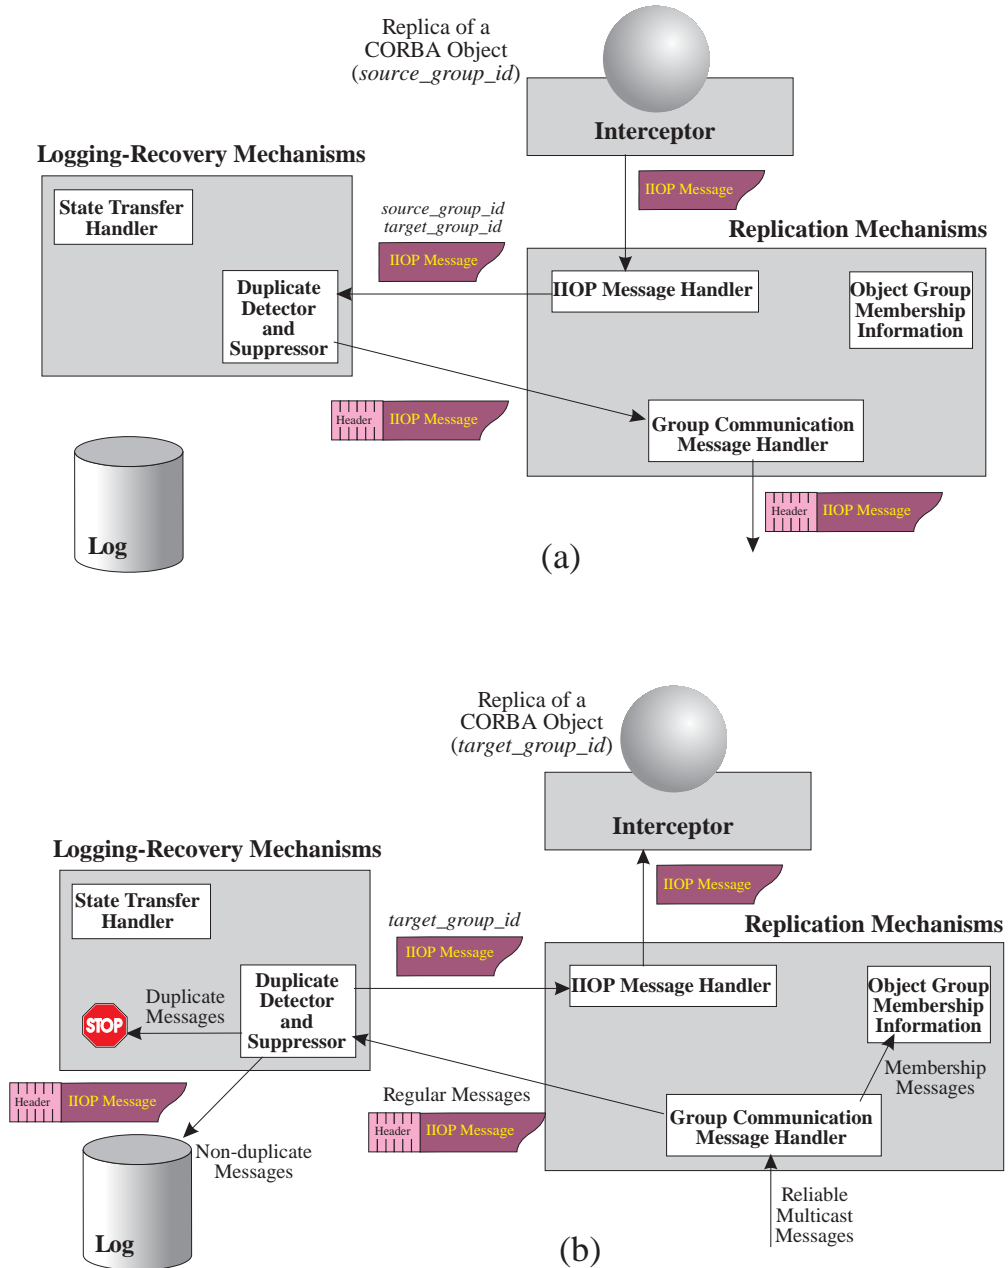 Replica of a
CORBA Object
(source_group_id)
Interceptor
Logging-Recovery Mechanisms
IIOP Message
State Transfer
Handler
source_group_id
target_group_id
IIOP Message
Replication Mechanisms
Duplicate
Detector
and
Suppressor
IIOP Message Handler
Object Group
Membership
Information
Header
IIOP Message
Group Communication
Message Handler
Header
IIOP Message
Log
(a)
Replica of a
CORBA Object
(target_group_id)
Interceptor
Logging-Recovery Mechanisms
IIOP Message
State Transfer
Handler
target_group_id
IIOP Message
Replication Mechanisms
Duplicate
Messages
STOP
Duplicate
Detector
and
Suppressor
IIOP Message Handler
Object Group
Membership
Information
Membership
Messages
Header
IIOP Message
Regular Messages
Header
IIOP Message
Group Communication
Message Handler
Non-duplicate
Messages
Reliable
Multicast
Messages
Log
(b)